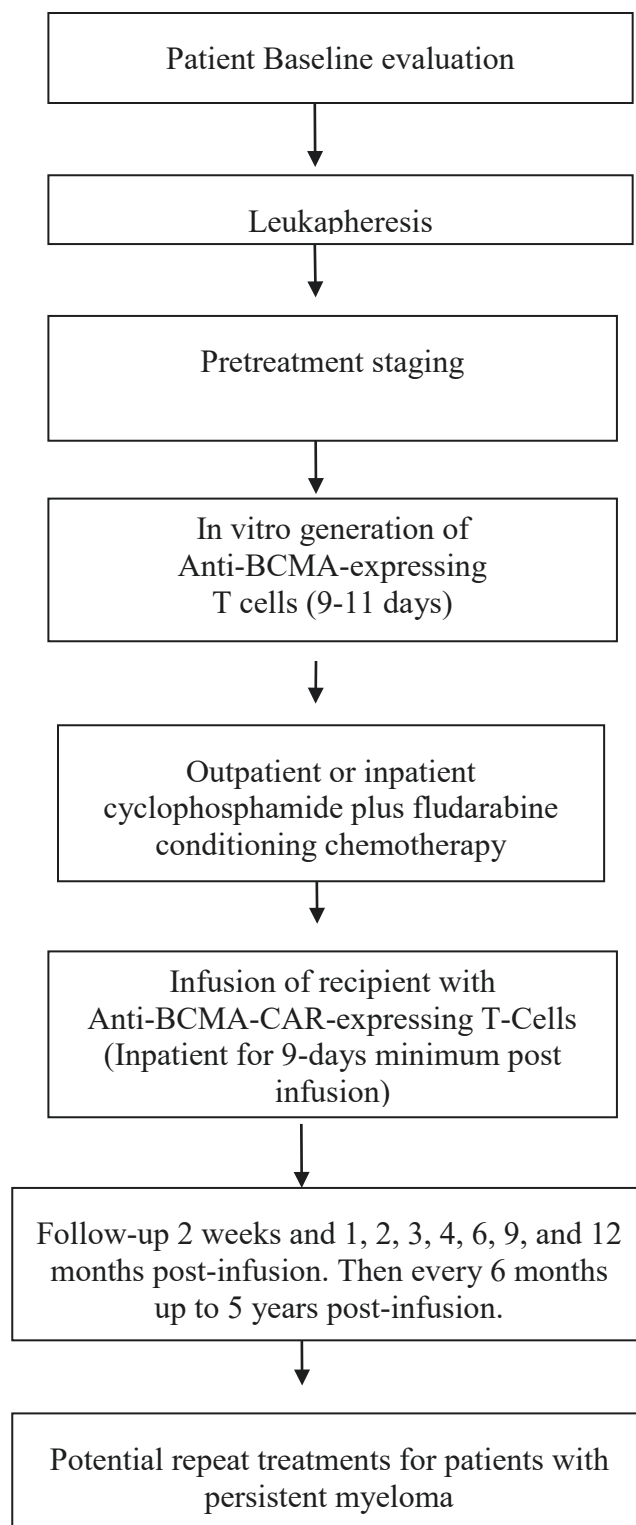 Patient Baseline evaluation
Leukapheresis
Pretreatment staging
In vitro generation of
Anti-BCMA-expressing
T cells (9-11 days)
Outpatient or inpatient
cyclophosphamide plus fludarabine
conditioning chemotherapy
Infusion of recipient with
Anti-BCMA-CAR-expressing T-Cells
(Inpatient for 9-days minimum post
infusion)
Follow-up 2 weeks and 1, 2, 3, 4, 6, 9, and 12
months post-infusion. Then every 6 months
up to 5 years post-infusion.
Potential repeat treatments for patients with
persistent myeloma